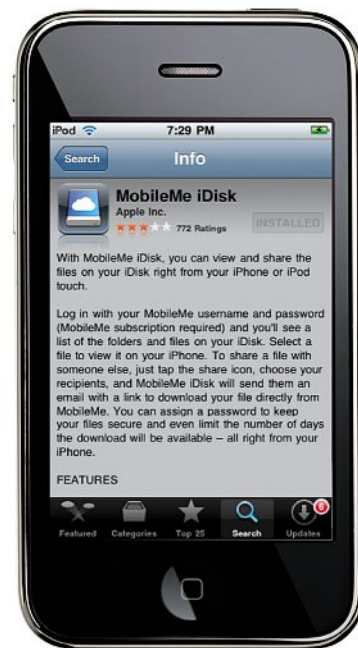 iPod 7:29 PM
Search Info
MobileMe iDisk
Apple Inc.
772 Ratings INSTALLED
With MobileMe iDisk, you can view and share the
files on your iDisk right from your iPhone or iPod
touch.
Log in with your MobileMe username and password
(MobileMe subscription required) and you'll see a
list of the folders and files on your iDisk. Select a
file to view it on your iPhone. To share a file with
someone else, just tap the share icon, choose your
recipients, and MobileMe iDisk will send them an
email with a link to download your file directly from
MobileMe. You can assign a password to keep
your files secure and even limit the number of days
the download will be available – all right from your
iPhone.
FEATURES
6
Featured Categories Top 25 Search Updates